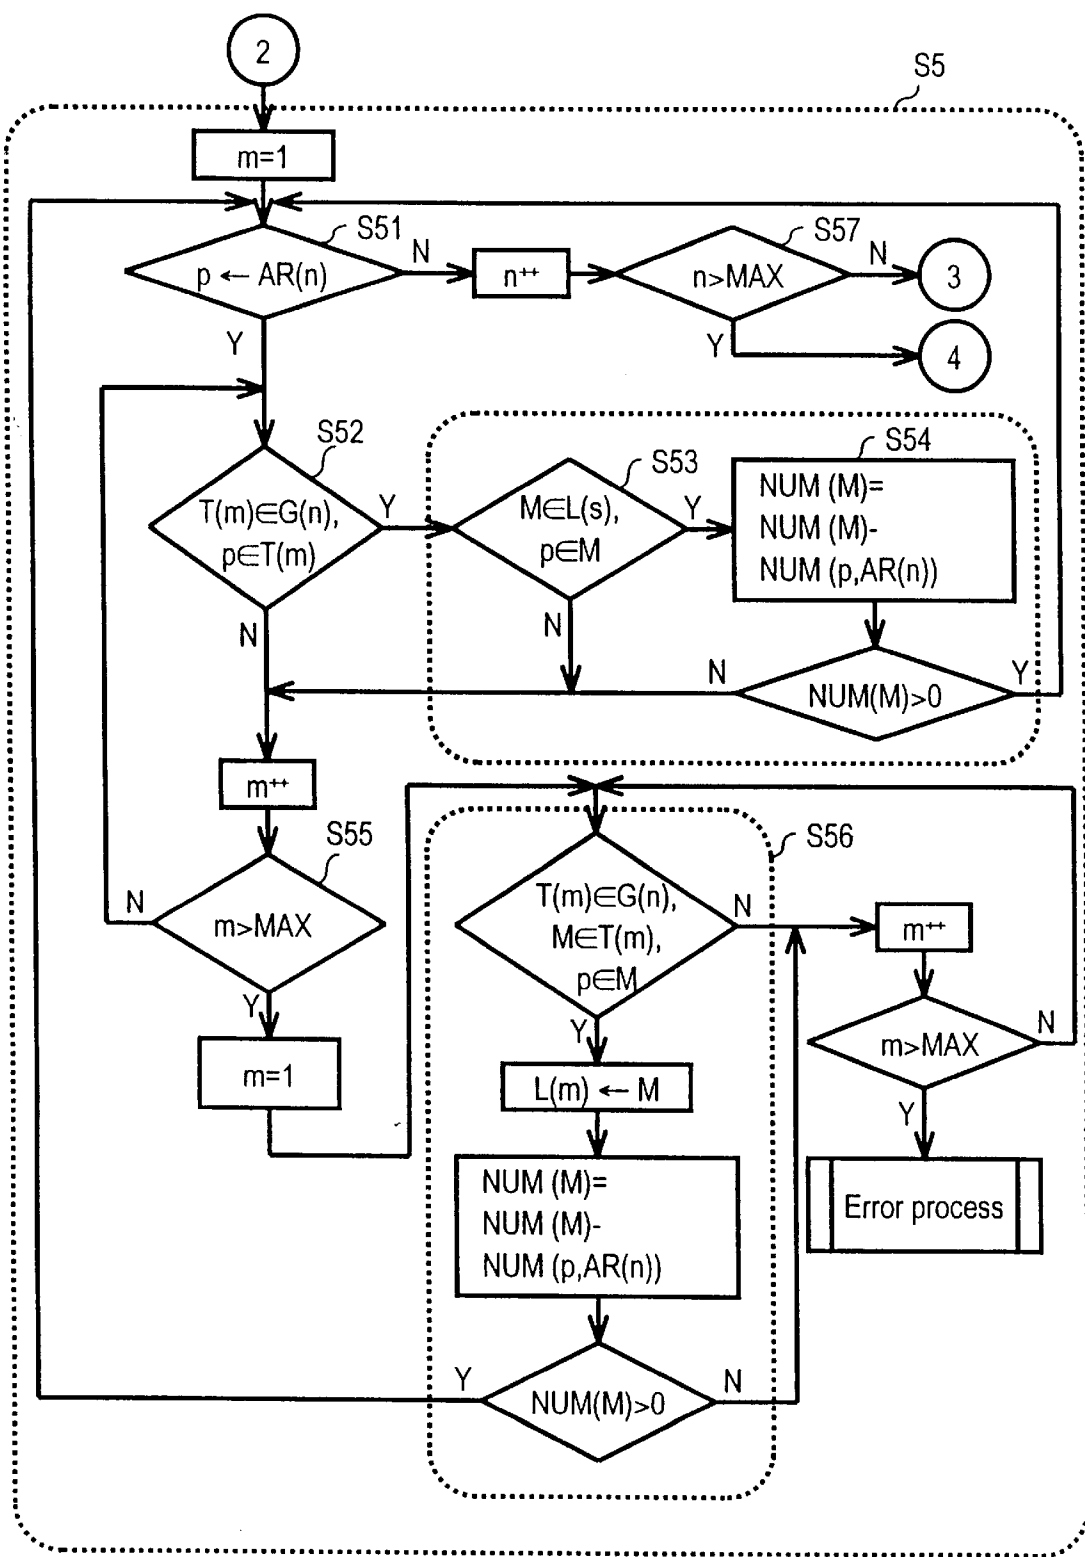 2
S5
m=1
S51
p ← AR(n)
N
n++
S57
n>MAX
N
3
Y
Y
4
S52
T(m)∈G(n),
p∈T(m)
Y
N
S53
M∈L(s),
p∈M
Y
N
S54
NUM (M)=
NUM (M)-
NUM (p,AR(n))
N
NUM(M)>0
Y
m++
S55
N
m>MAX
Y
m=1
S56
T(m)∈G(n),
M∈T(m),
p∈M
N
Y
m++
m>MAX
N
Y
Error process
L(m) ← M
NUM (M)=
NUM (M)-
NUM (p,AR(n))
Y
NUM(M)>0
N